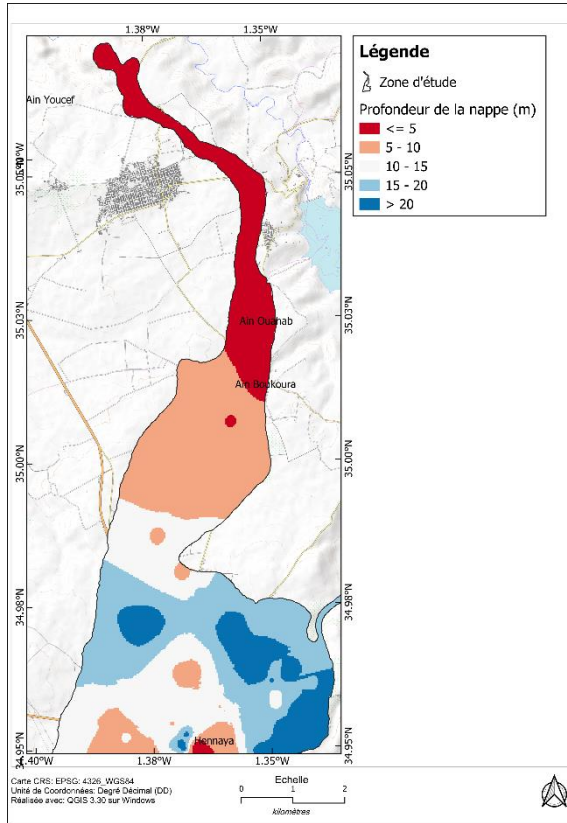 1.38°W
1.35°W
Légende
Zone d'étude
Profondeur de la nappe (m)
<= 5
5 - 10
10 - 15
15 - 20
> 20
Ain Youcef
35.05°N
35.03°N
35.03°N
Ain Ouahab
Ain Boukoura
35.00°N
35.00°N
34.98°N
34.98°N
Hennaya
34.95°N
34.95°N
1.40°W
1.38°W
1.35°W
Carte CRS: EPSG: 4326_WGS84
Unité de Coordonnées: Degré Décimal (DD)
Réalisée avec: QGIS 3.30 sur Windows
Echelle
0 1 2
kilomètres